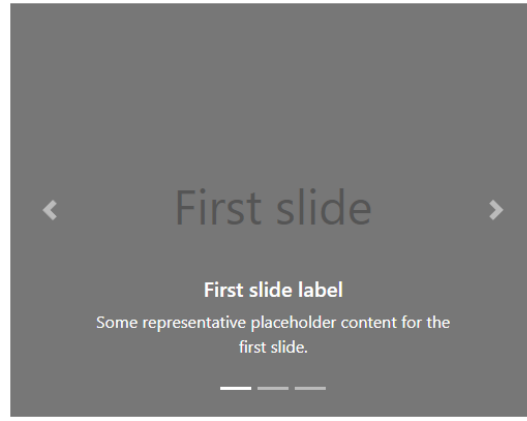 First slide
First slide label
Some representative placeholder content for the
first slide.